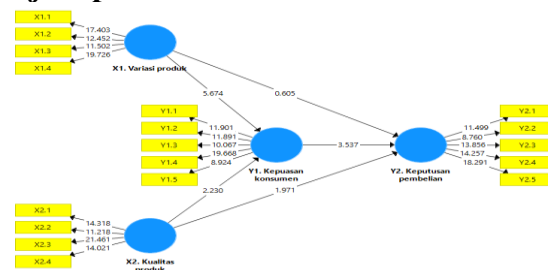 X1.1
X1.2
X1.3
X1.4
17.403
12.452
11.502
19.726
X1. Variasi produk
5.674
0.605
Y1.1
Y1.2
Y1.3
Y1.4
Y1.5
11.901
11.891
10.067
19.668
8.924
Y1. Kepuasan
konsumen
3.537
Y2.1
Y2.2
Y2.3
Y2.4
Y2.5
11.499
8.760
13.856
14.257
18.291
Y2. Keputusan
pembelian
2.230
1.971
X2.1
X2.2
X2.3
X2.4
14.318
11.218
21.461
14.021
X2. Kualitas
produk